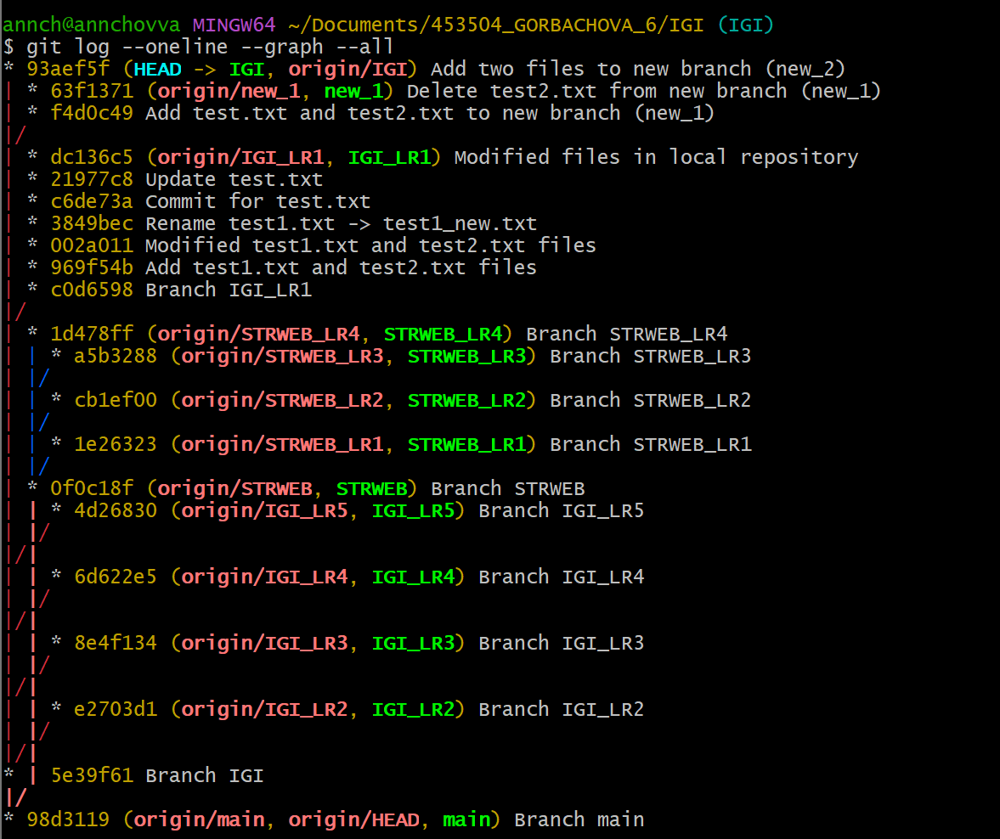 annch@annchovva MINGW64 ~/Documents/453504_GORBACHOVA_6/IGI (IGI)
$ git log --oneline --graph --all
* 93aef5f (HEAD -> IGI, origin/IGI) Add two files to new branch (new_2)
| * 63f1371 (origin/new_1, new_1) Delete test2.txt from new branch (new_1)
| * f4d0c49 Add test.txt and test2.txt to new branch (new_1)
|/
| * dc136c5 (origin/IGI_LR1, IGI_LR1) Modified files in local repository
| * 21977c8 Update test.txt
| * c6de73a Commit for test.txt
| * 3849bec Rename test1.txt -> test1_new.txt
| * 002a011 Modified test1.txt and test2.txt files
| * 969f54b Add test1.txt and test2.txt files
| * c0d6598 Branch IGI_LR1
|/
| * 1d478ff (origin/STRWEB_LR4, STRWEB_LR4) Branch STRWEB_LR4
| | * a5b3288 (origin/STRWEB_LR3, STRWEB_LR3) Branch STRWEB_LR3
| |/
| | * cb1ef00 (origin/STRWEB_LR2, STRWEB_LR2) Branch STRWEB_LR2
| |/
| | * 1e26323 (origin/STRWEB_LR1, STRWEB_LR1) Branch STRWEB_LR1
| |/
| * 0f0c18f (origin/STRWEB, STRWEB) Branch STRWEB
| | * 4d26830 (origin/IGI_LR5, IGI_LR5) Branch IGI_LR5
| |/
|/|
| | * 6d622e5 (origin/IGI_LR4, IGI_LR4) Branch IGI_LR4
| |/
|/|
| | * 8e4f134 (origin/IGI_LR3, IGI_LR3) Branch IGI_LR3
| |/
|/|
| | * e2703d1 (origin/IGI_LR2, IGI_LR2) Branch IGI_LR2
| |/
|/|
* | 5e39f61 Branch IGI
|/
* 98d3119 (origin/main, origin/HEAD, main) Branch main